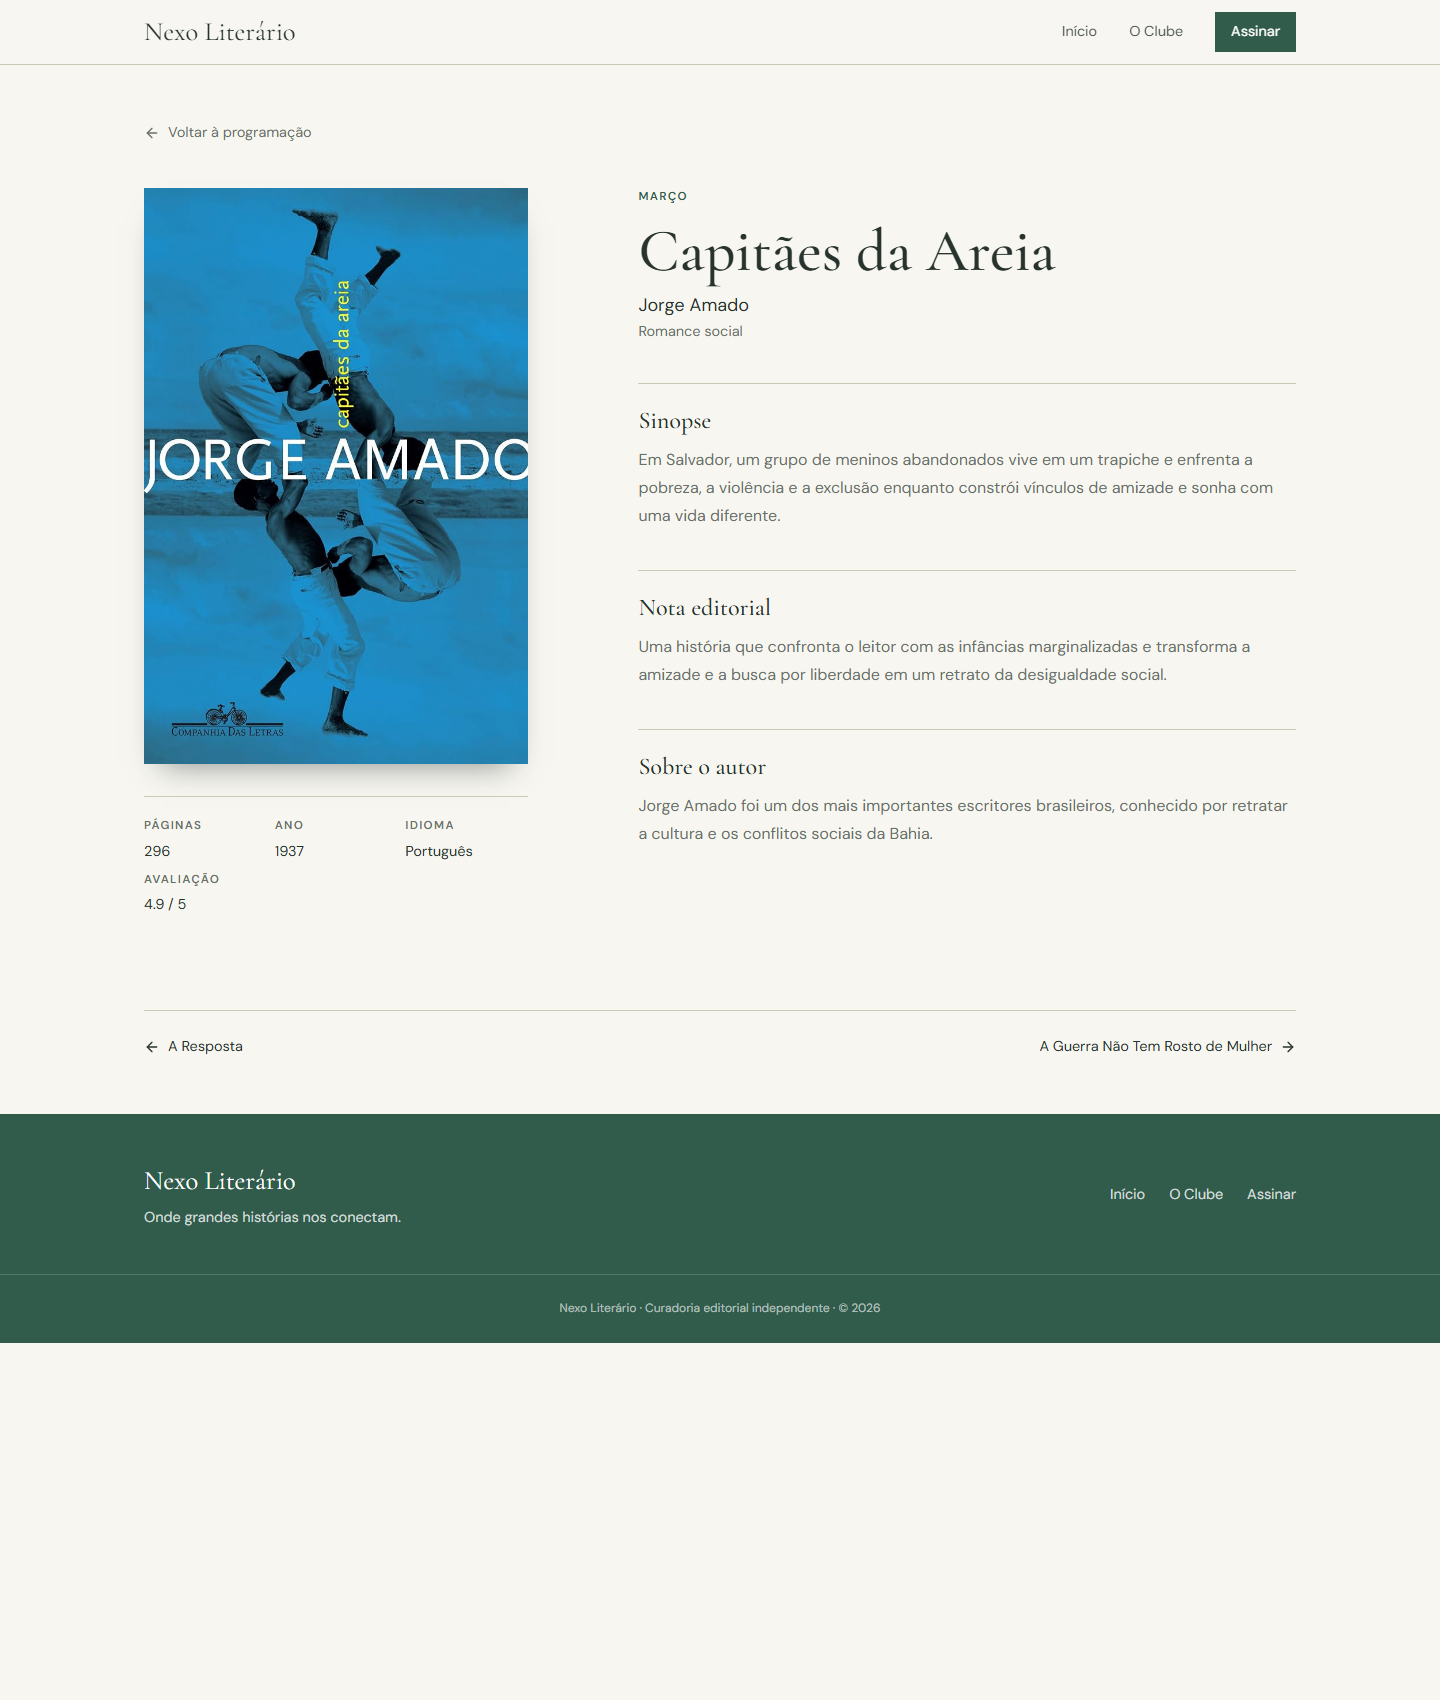 Nexo Literário
Início
O Clube
Assinar
← Voltar à programação
capitães da areia
JORGE AMADO
COMPANHIA DAS LETRAS
PÁGINAS
296
ANO
1937
IDIOMA
Português
AVALIAÇÃO
4.9 / 5
MARÇO
Capitães da Areia
Jorge Amado
Romance social
Sinopse
Em Salvador, um grupo de meninos abandonados vive em um trapiche e enfrenta a
pobreza, a violência e a exclusão enquanto constrói vínculos de amizade e sonha com
uma vida diferente.
Nota editorial
Uma história que confronta o leitor com as infâncias marginalizadas e transforma a
amizade e a busca por liberdade em um retrato da desigualdade social.
Sobre o autor
Jorge Amado foi um dos mais importantes escritores brasileiros, conhecido por retratar
a cultura e os conflitos sociais da Bahia.
← A Resposta
A Guerra Não Tem Rosto de Mulher →
Nexo Literário
Onde grandes histórias nos conectam.
Início
O Clube
Assinar
Nexo Literário · Curadoria editorial independente · © 2026